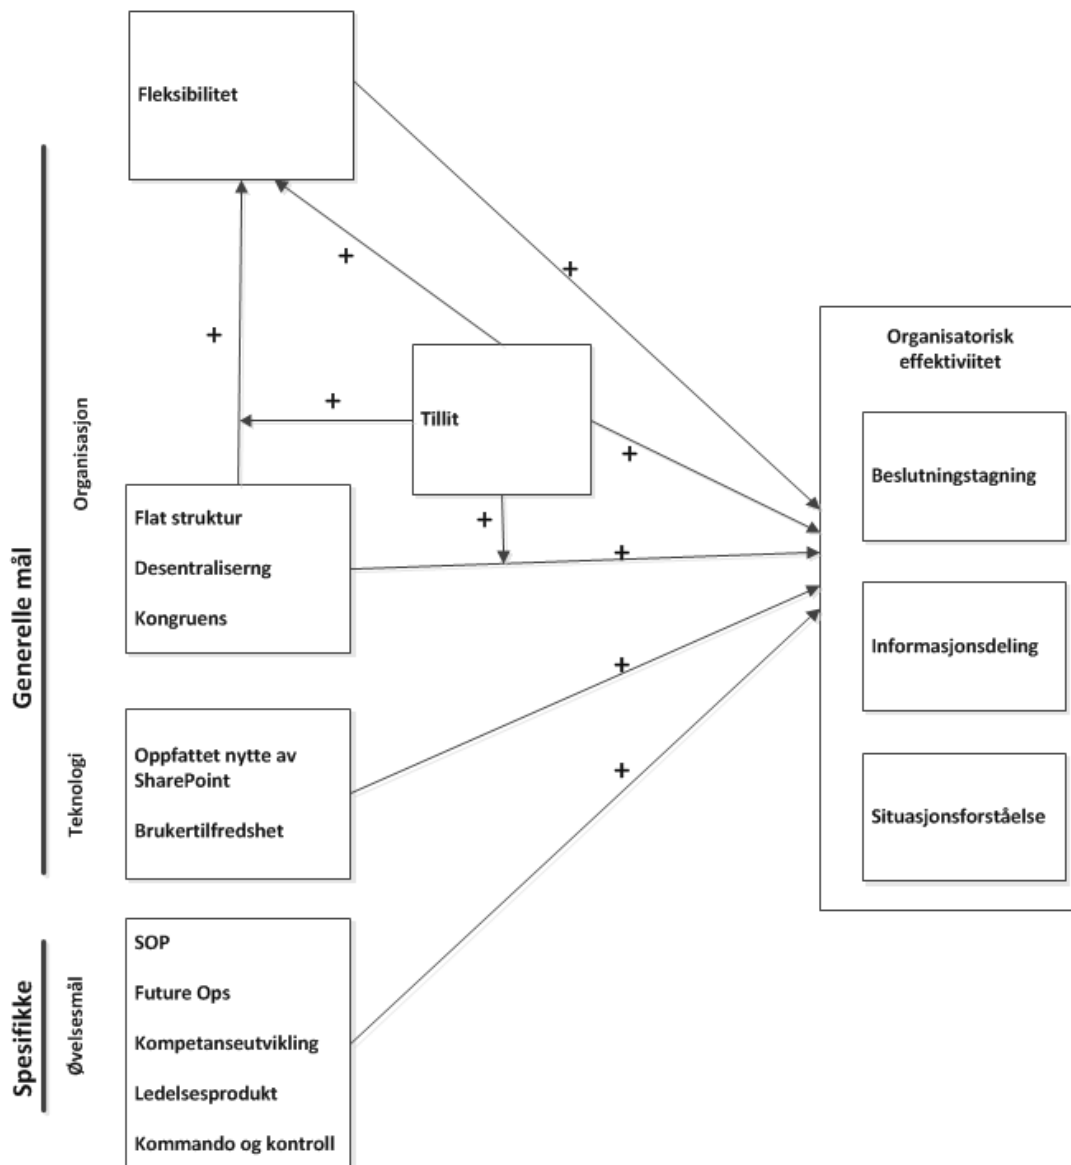 Fleksibilitet
+
+
+
+
+
Tillit
+
+
+
Organisasjon
Generelle mål
Flat struktur
Desentraliserng
Kongruens
+
Teknologi
Oppfattet nytte av
SharePoint
Brukertilfredshet
+
Spesifikke
Øvelsesmål
SOP
Future Ops
Kompetanseutvikling
Ledelsesprodukt
Kommando og kontroll
Organisatorisk
effektiviitet
Beslutningstagning
Informasjonsdeling
Situasjonsforståelse